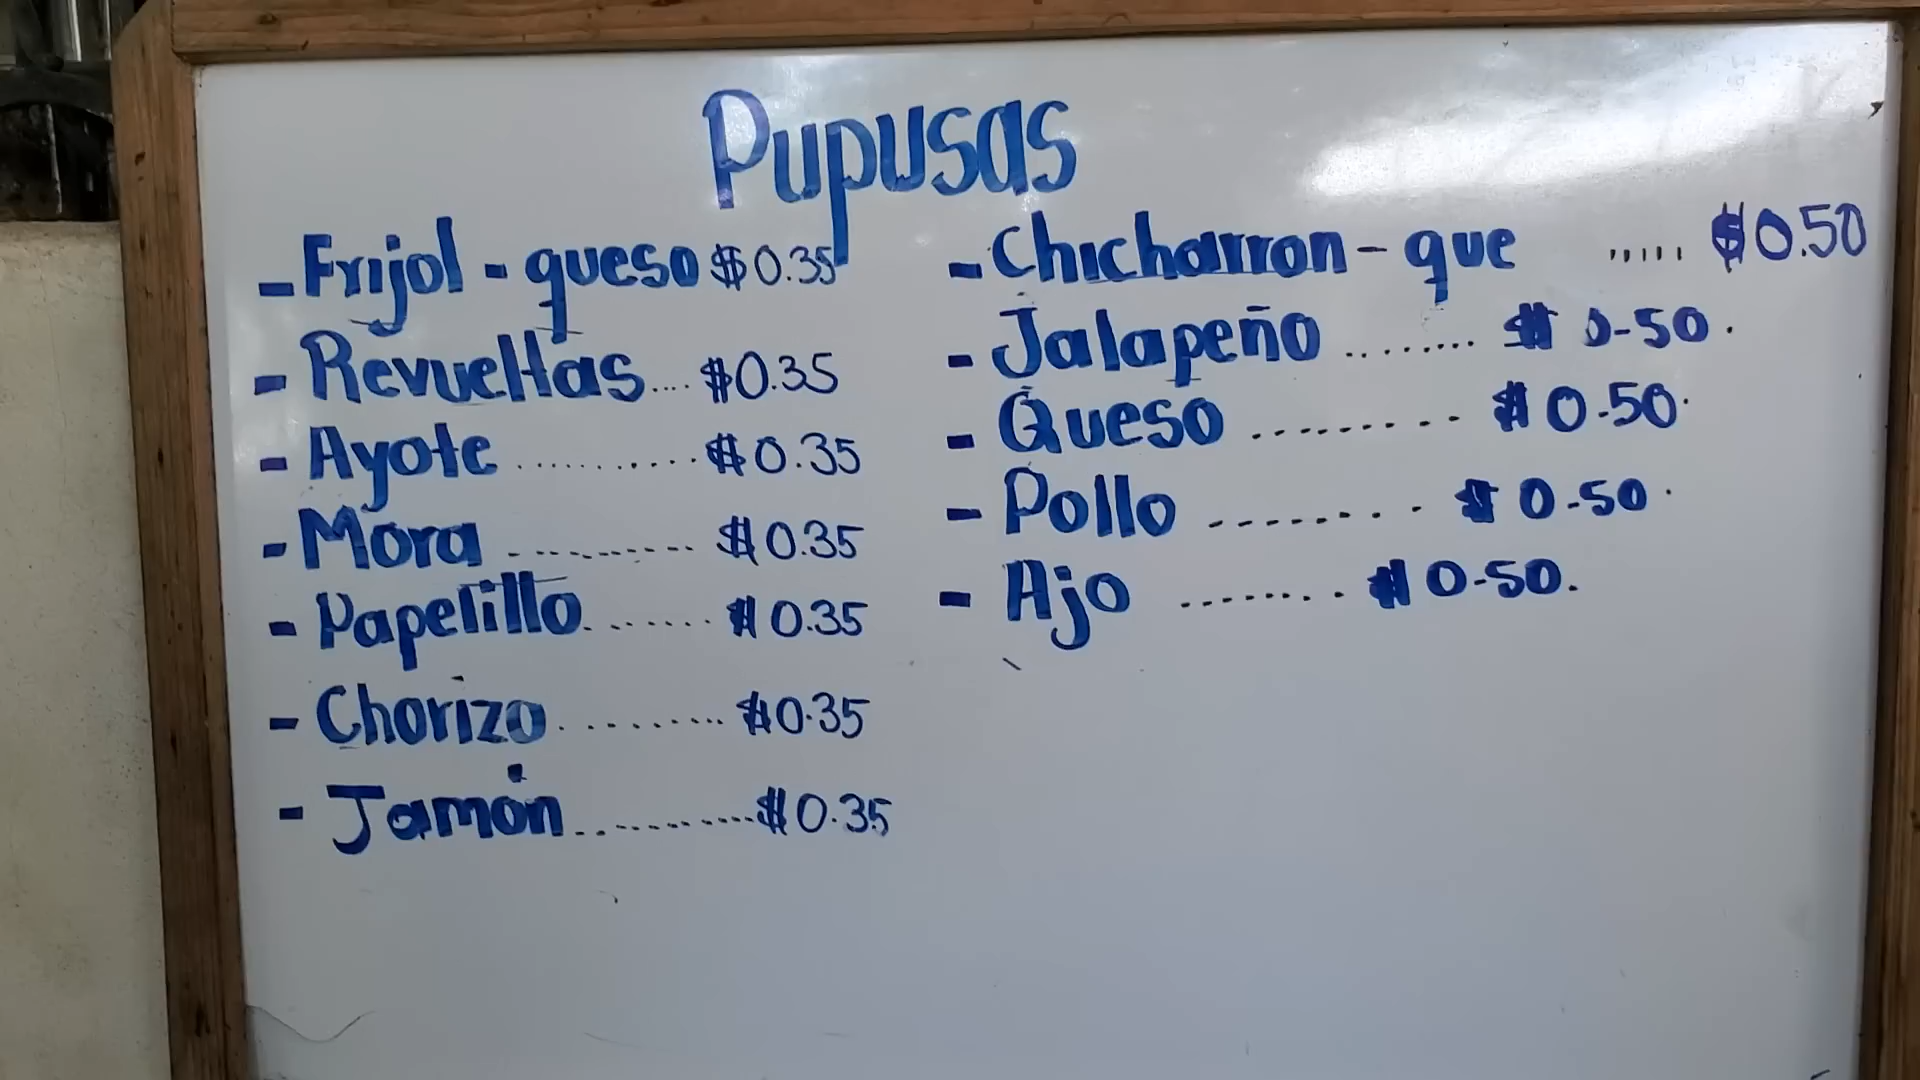 Pupusas
- Frijol - queso $0.35
- Revueltas.... $0.35
- Ayote ........... $0.35
- Mora ........... $0.35
- Papelillo ....... $0.35
- Chorizo ......... $0.35
- Jamón ........... $0.35
- Chicharron - que ..... $0.50
- Jalapeño ........ $0-50.
- Queso ......... $0.50.
- Pollo ........ $0-50.
- Ajo ........ $0-50.